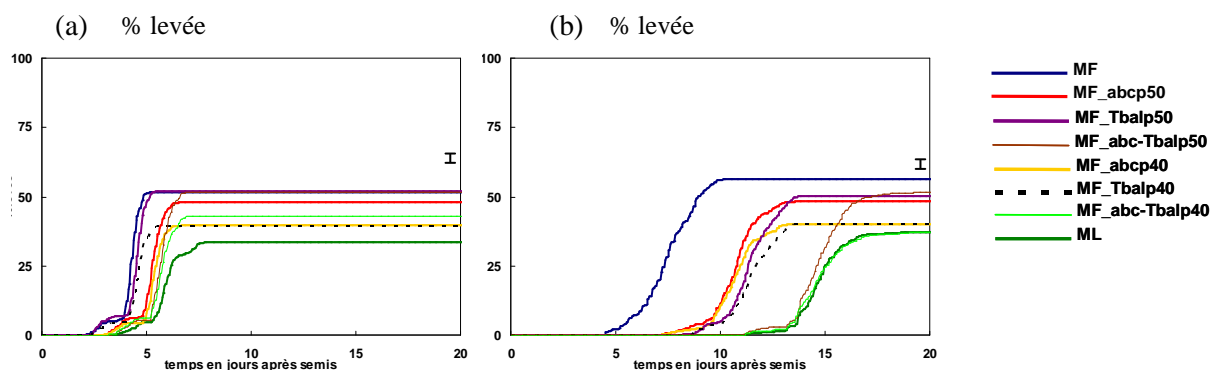 (a) % levée
(b) % levée
100
75
50
25
0
0 5 10 15 20
temps en jours après semis
100
75
50
25
0
0 5 10 15 20
temps en jours après semis
MF
MF_abcp50
MF_Tbalp50
MF_abc-Tbalp50
MF_abcp40
MF_Tbalp40
MF_abc-Tbalp40
ML